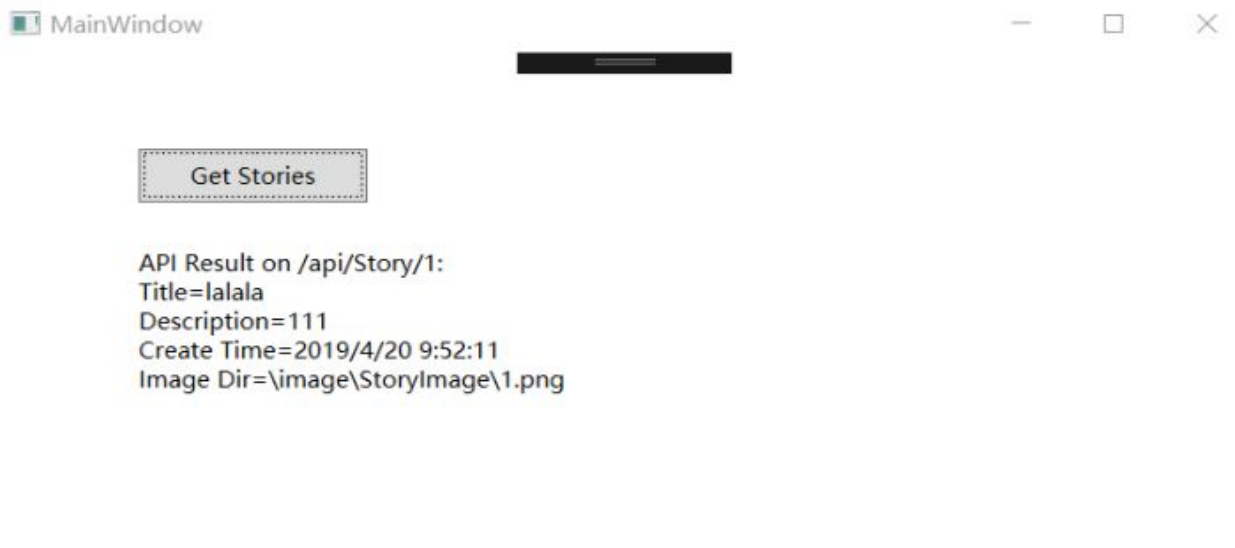 MainWindow
Get Stories
API Result on /api/Story/1:
Title=lalala
Description=111
Create Time=2019/4/20 9:52:11
Image Dir=\image\StoryImage\1.png